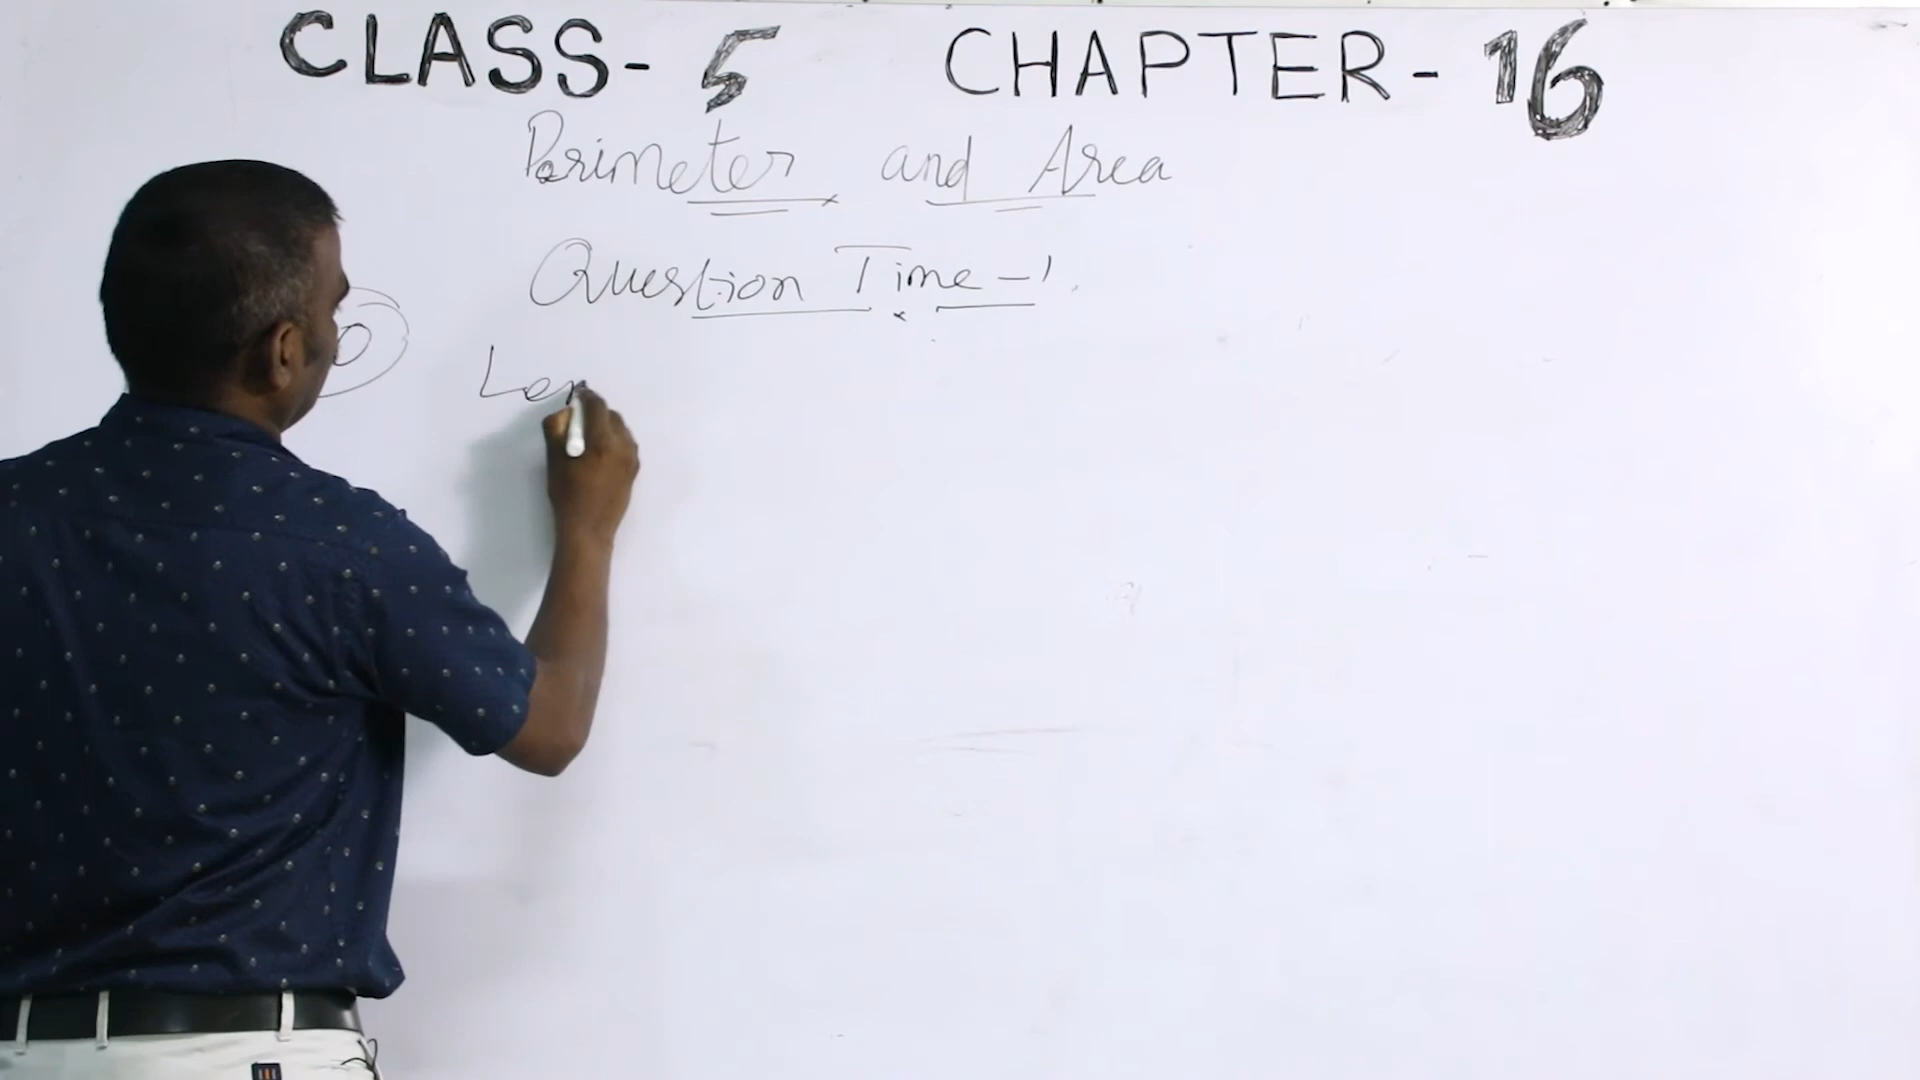 CLASS- 5 CHAPTER- 16
Perimeter and Area
Question Time -1.
Len